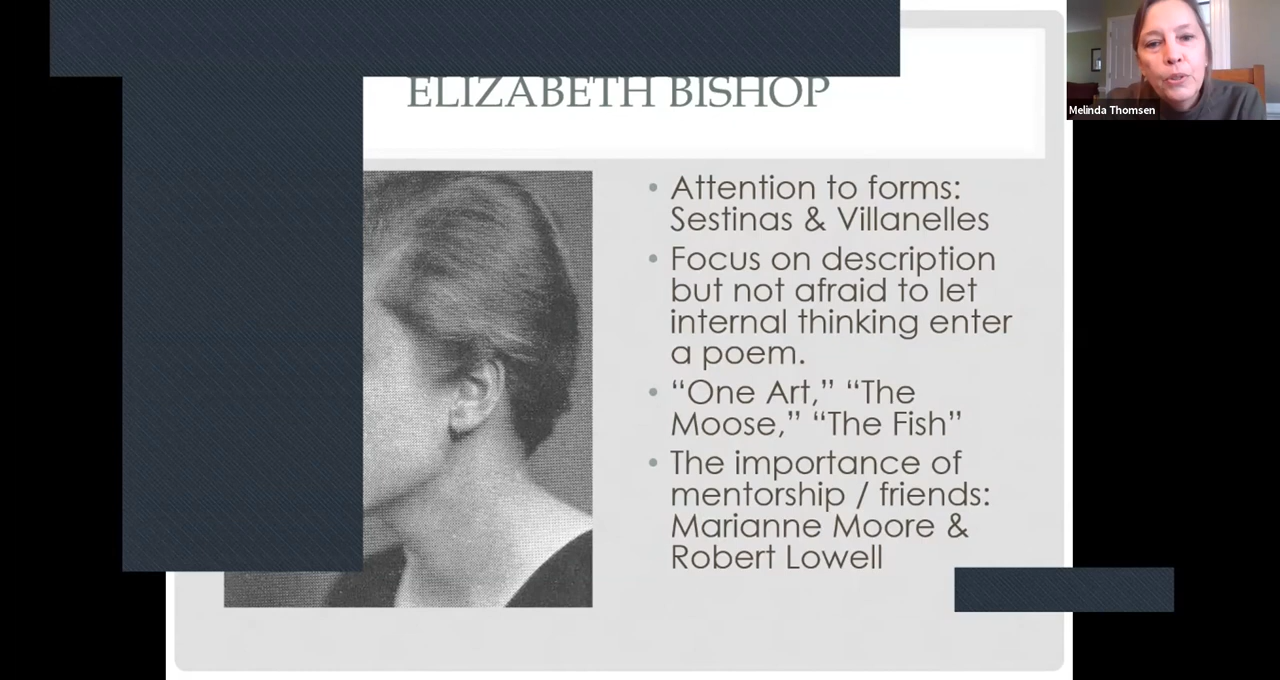 ELIZABETH BISHOP
Melinda Thomsen
• Attention to forms:
Sestinas & Villanelles
• Focus on description
but not afraid to let
internal thinking enter
a poem.
• “One Art,” “The
Moose,” “The Fish”
• The importance of
mentorship / friends:
Marianne Moore &
Robert Lowell